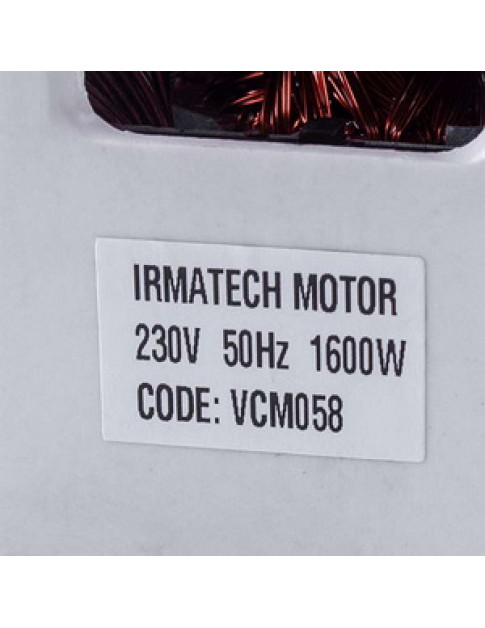 IRMATECH MOTOR
230V 50Hz 1600W
CODE: VCM058